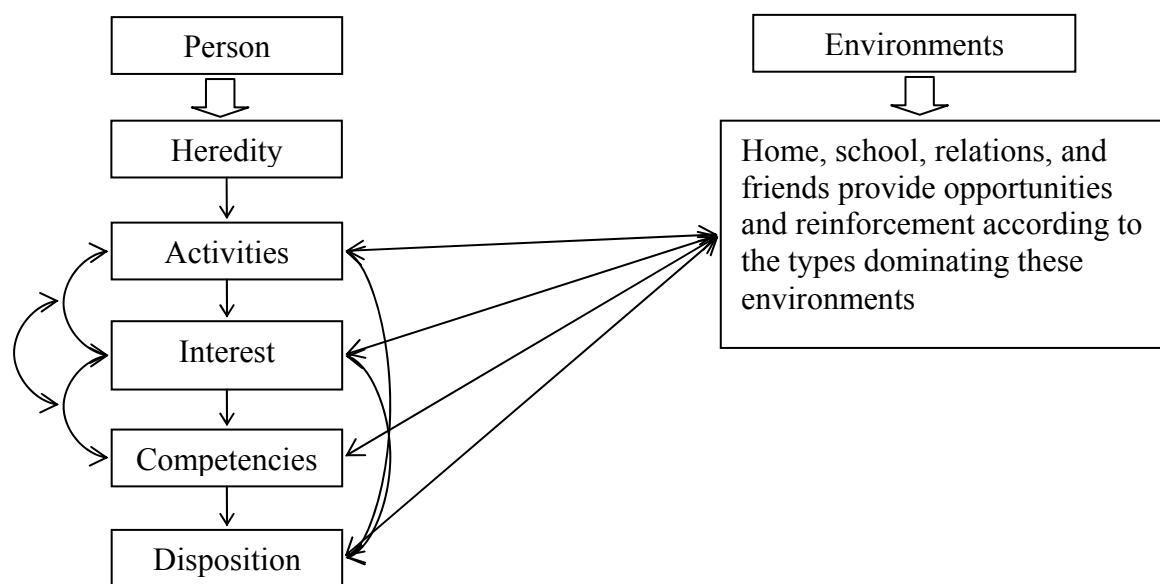 Person
Environments
Heredity
Home, school, relations, and
friends provide opportunities
and reinforcement according to
the types dominating these
environments
Activities
Interest
Competencies
Disposition